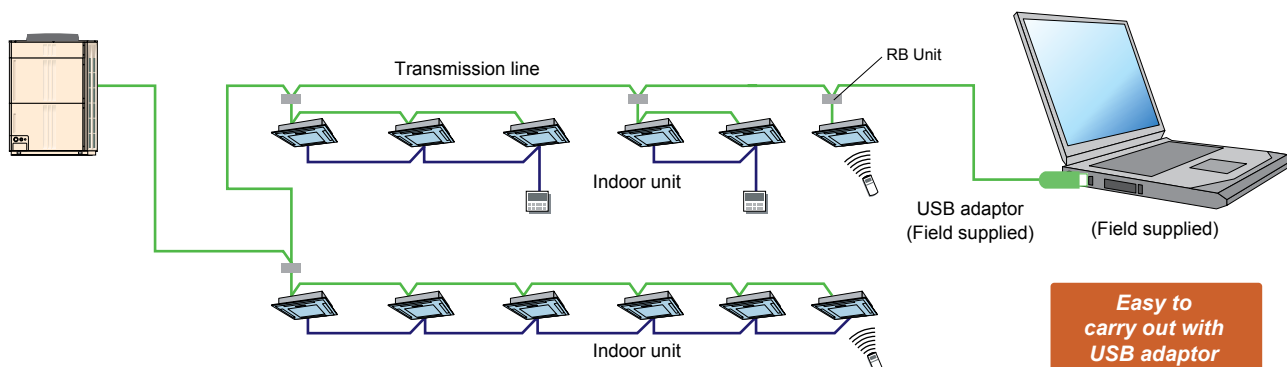 Transmission line
RB Unit
Indoor unit
USB adaptor
(Field supplied)
(Field supplied)
Indoor unit
Easy to
carry out with
USB adaptor